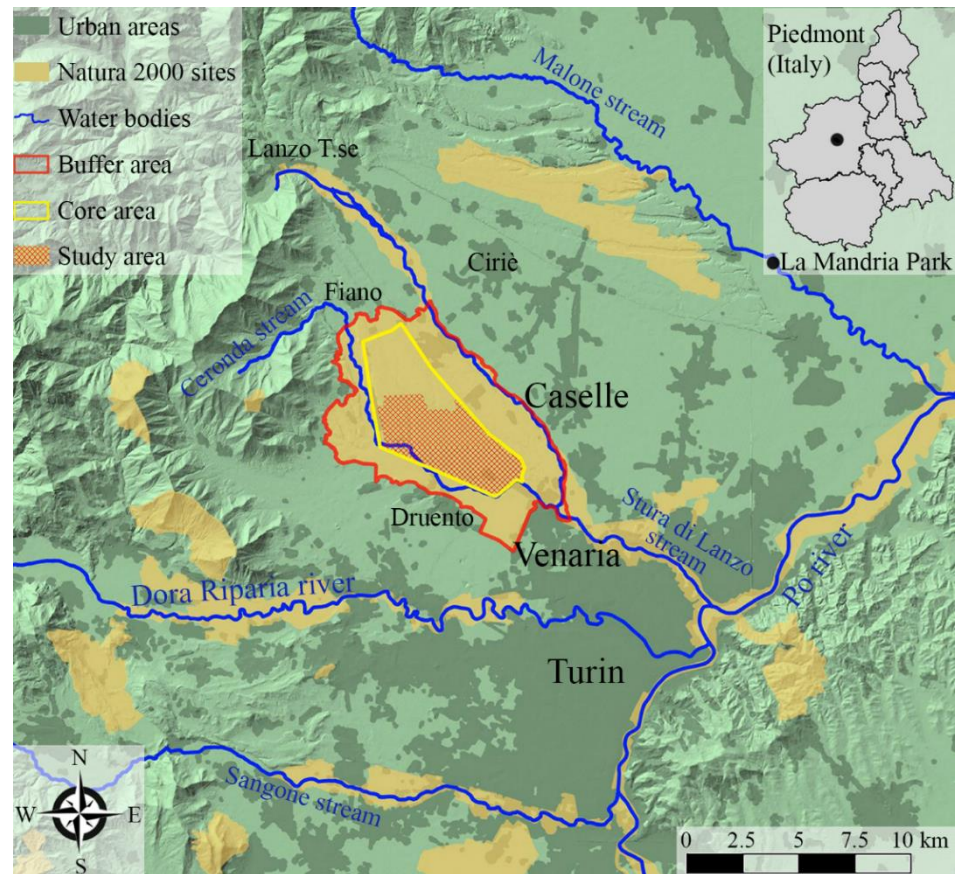 Urban areas
Natura 2000 sites
Water bodies
Buffer area
Core area
Study area
Piedmont
(Italy)
La Mandria Park
Malone stream
Lanzo T.se
Ciriè
Fiano
Ceronda stream
Caselle
Druento
Venaria
Stura di Lanzo
stream
Po river
Dora Riparia river
Turin
Sangone stream
N
W E
S
0 2.5 5 7.5 10 km